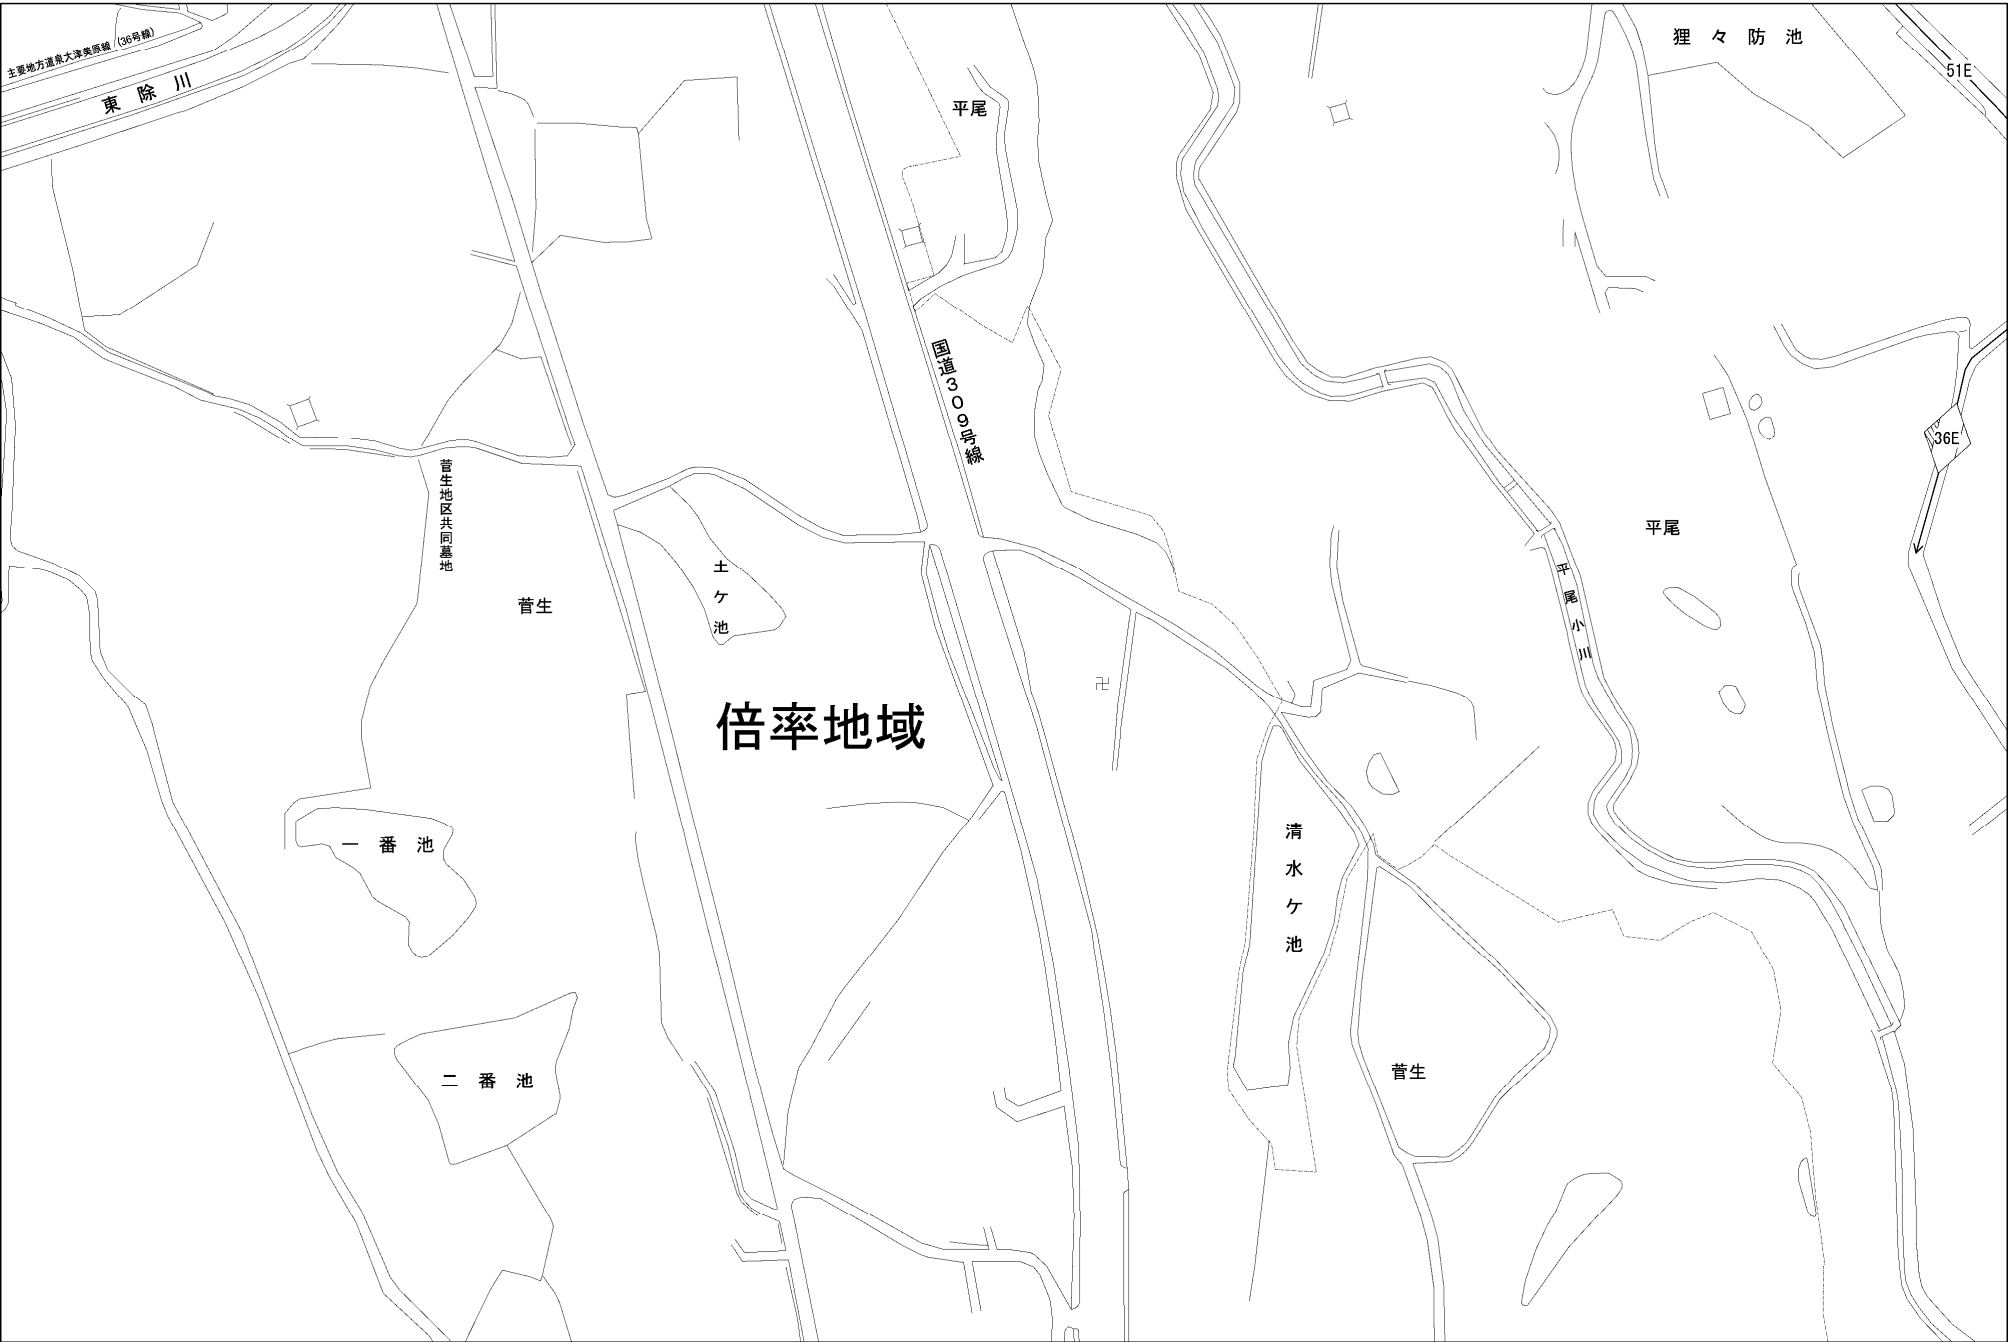 主要地方道泉大津美原線 (36号線)
東除川
平尾
狸々防池
51E
国道309号線
36E
菅生地区共同墓地
菅生
土ケ池
平尾
平尾小川
倍率地域
卍
一番池
清水ケ池
二番池
菅生